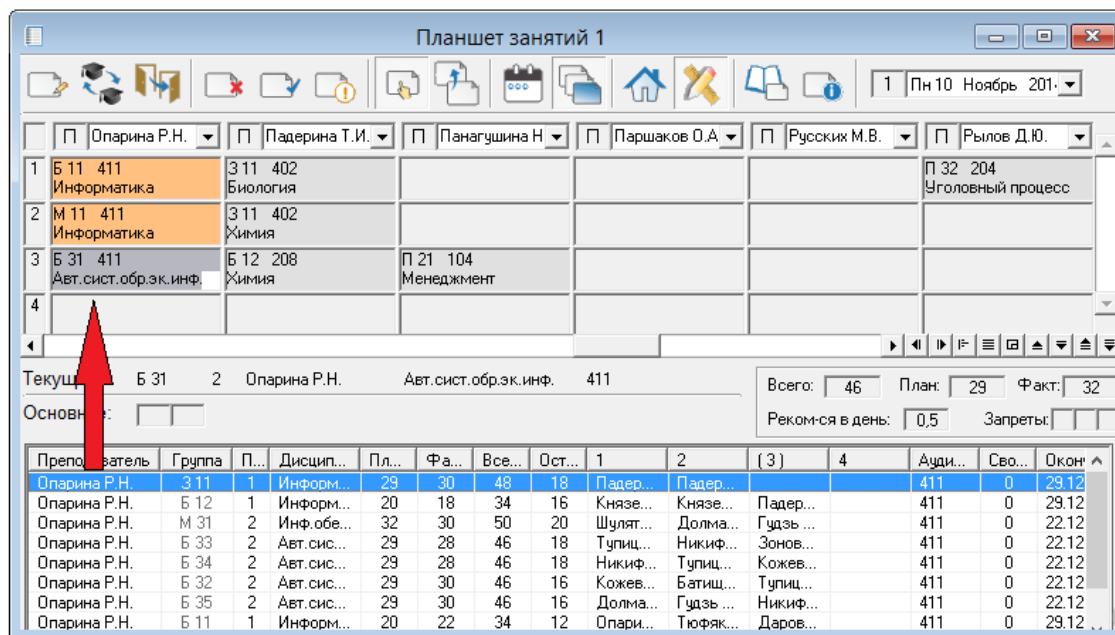 Планшет занятий 1
1 Пн 10 Ноябрь 201
П Опарина Р.Н. П Падерина Т.И. П Панагушина Н П Паршаков О.А П Русских М.В. П Рылов Д.Ю.
1 Б 11 411 З 11 402 П 32 204
Информатика Биология Уголовный процесс
2 М 11 411 З 11 402
Информатика Химия
3 Б 31 411 Б 12 208 П 21 104
Авт.сист.обр.эк.инф. Химия Менеджмент
4
Б 31 2 Опарина Р.Н. Авт.сист.обр.эк.инф. 411
Всего: 46 План: 29 Факт: 32
Реком-ся в день: 0,5 Запреты:
Группа П... Дисцип... Пл... Фа... Все... Ост... 1 2 (3) 4 Ауди... Сво... Окон
Опарина Р.Н. З 11 1 Информ... 29 30 48 18 Падер... Падер... 411 0 29.12
Опарина Р.Н. Б 12 1 Информ... 20 18 34 16 Князе... Князе... Падер... 411 0 29.12
Опарина Р.Н. М 31 2 Инф.обе... 32 30 50 20 Шулят... Долма... Гудзь ... 411 0 22.12
Опарина Р.Н. Б 33 2 Авт.сис... 29 28 46 18 Тупиц... Никиф... Зонов... 411 0 22.12
Опарина Р.Н. Б 34 2 Авт.сис... 29 28 46 18 Никиф... Тупиц... Кожев... 411 0 22.12
Опарина Р.Н. Б 32 2 Авт.сис... 29 30 46 16 Кожев... Батищ... Тупиц... 411 0 22.12
Опарина Р.Н. Б 35 2 Авт.сис... 29 30 46 16 Долма... Гудзь ... Никиф... 411 0 22.12
Опарина Р.Н. Б 11 1 Информ... 20 22 34 12 Опари... Тюфяк... Даров... 411 0 29.12